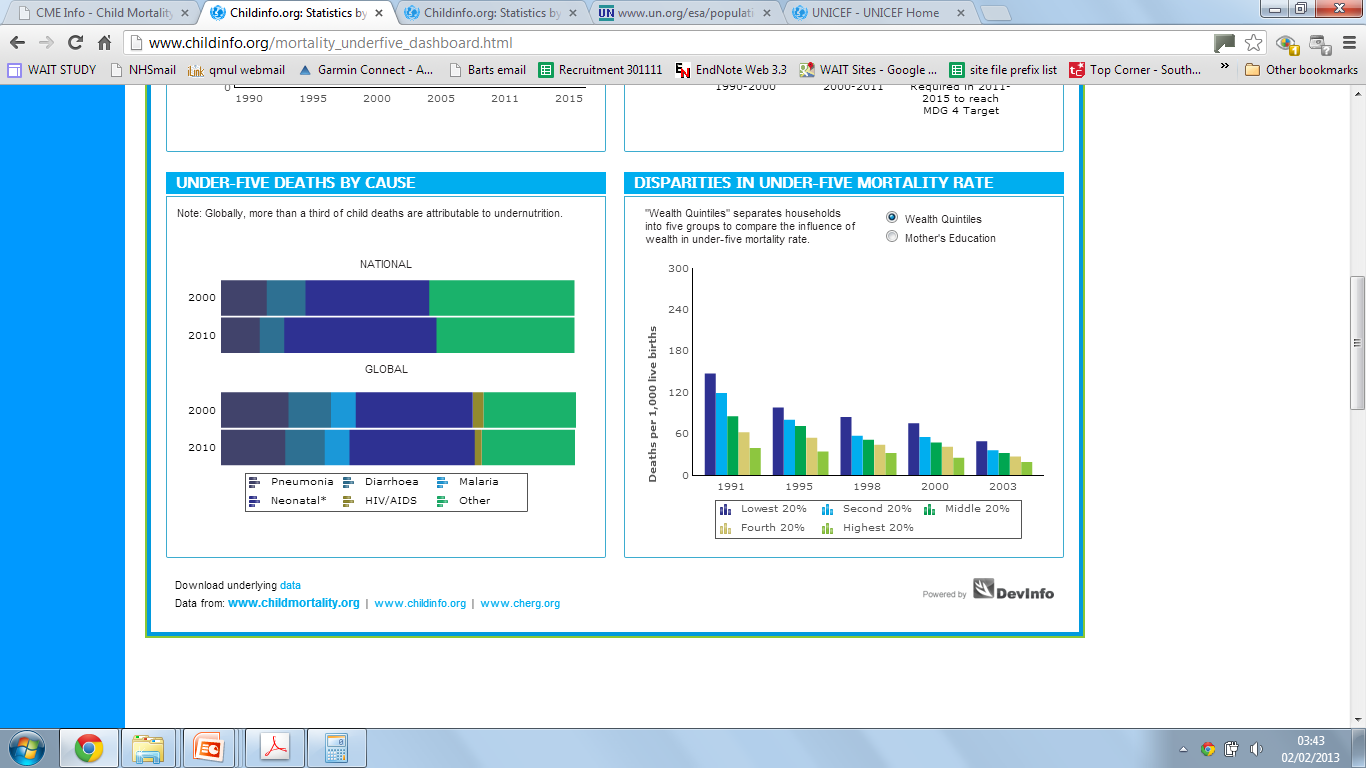 CME Info - Child Mortality
Childinfo.org: Statistics by
Childinfo.org: Statistics by
UN www.un.org/esa/populati
UNICEF - UNICEF Home
www.childinfo.org/mortality_underfive_dashboard.html
WAIT STUDY
NHSmail
qmul webmail
Garmin Connect - A...
Barts email
Recruitment 301111
EN EndNote Web 3.3
WAIT Sites - Google ...
site file prefix list
Top Corner - South...
»
Other bookmarks
0
1990 1995 2000 2005 2011 2015
1990-2000 2000-2011 Required in 2011-
2015 to reach
MDG 4 Target
UNDER-FIVE DEATHS BY CAUSE
Note: Globally, more than a third of child deaths are attributable to undernutrition.
NATIONAL
2000
2010
GLOBAL
2000
2010
Pneumonia Diarrhoea Malaria
Neonatal* HIV/AIDS Other
DISPARITIES IN UNDER-FIVE MORTALITY RATE
"Wealth Quintiles" separates households
into five groups to compare the influence of
wealth in under-five mortality rate.
Wealth Quintiles
Mother's Education
Deaths per 1,000 live births
300
240
180
120
60
0
1991 1995 1998 2000 2003
Lowest 20% Second 20% Middle 20%
Fourth 20% Highest 20%
Download underlying data
Data from: www.childmortality.org | www.childinfo.org | www.cherg.org
Powered by DevInfo
03:43
02/02/2013